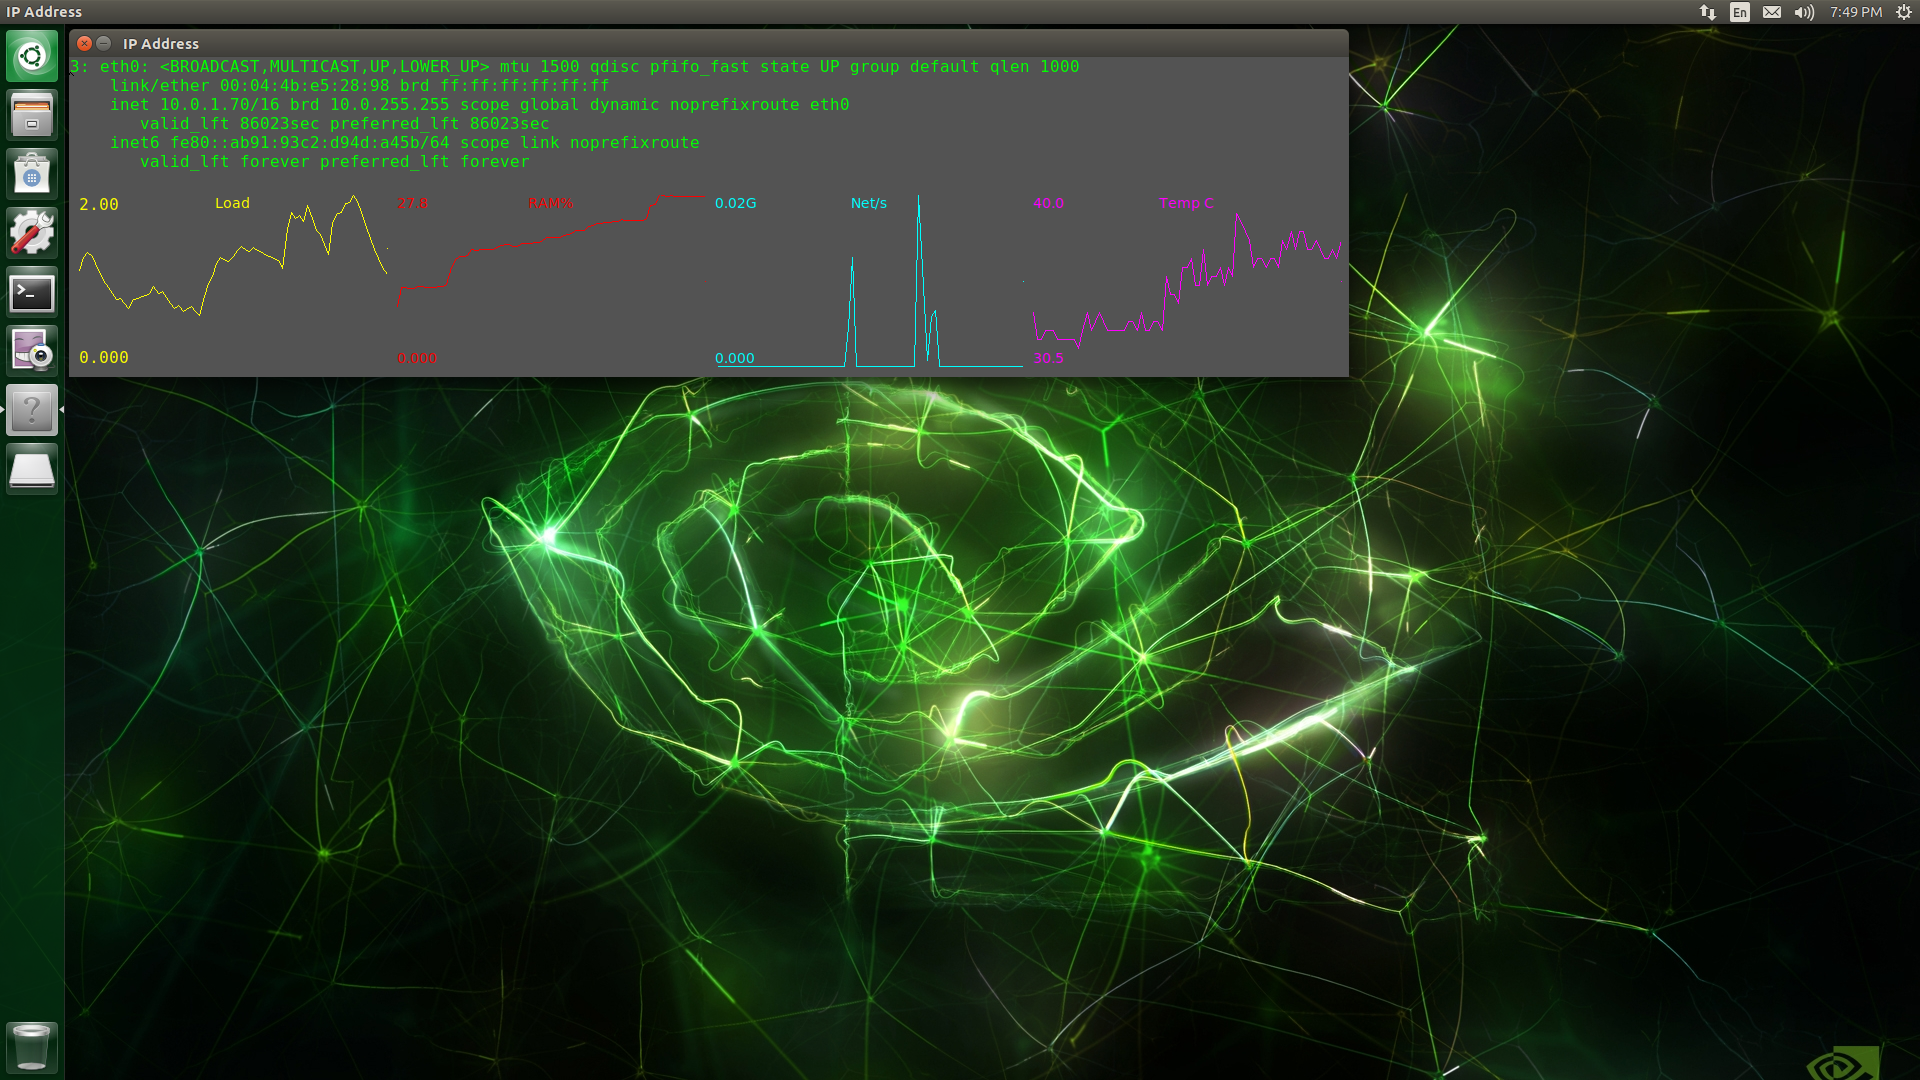 IP Address
En
7:49 PM
IP Address
3: eth0: <BROADCAST,MULTICAST,UP,LOWER_UP> mtu 1500 qdisc pfifo_fast state UP group default qlen 1000
link/ether 00:04:4b:e5:28:98 brd ff:ff:ff:ff:ff:ff
inet 10.0.1.70/16 brd 10.0.255.255 scope global dynamic noprefixroute eth0
valid_lft 86023sec preferred_lft 86023sec
inet6 fe80::ab91:93c2:d94d:a45b/64 scope link noprefixroute
valid_lft forever preferred_lft forever
2.00 Load 27.8 RAM% 0.02G Net/s 40.0 Temp C
0.000 0.000 0.000 30.5